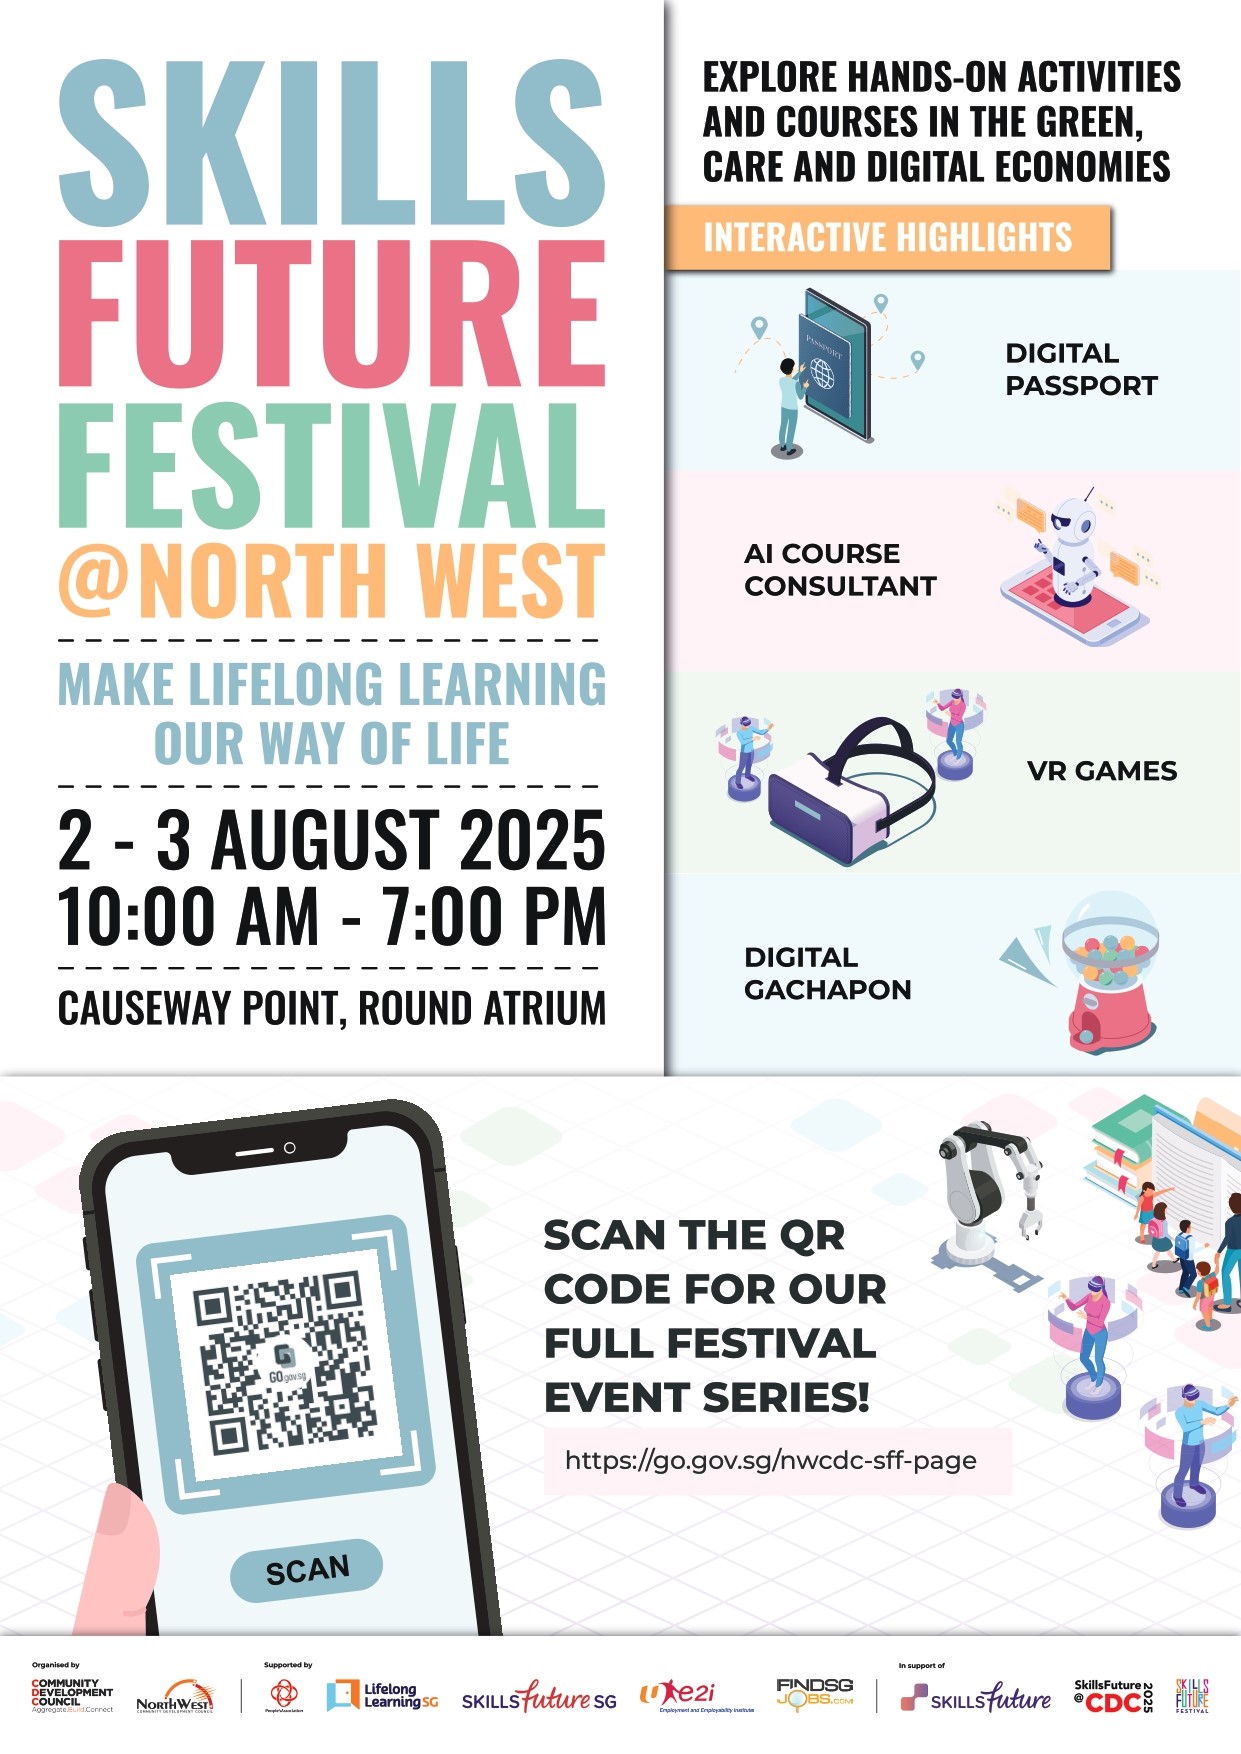 SKILLS
FUTURE
FESTIVAL
@NORTH WEST
MAKE LIFELONG LEARNING
OUR WAY OF LIFE
2 - 3 AUGUST 2025
10:00 AM - 7:00 PM
CAUSEWAY POINT, ROUND ATRIUM
EXPLORE HANDS-ON ACTIVITIES
AND COURSES IN THE GREEN,
CARE AND DIGITAL ECONOMIES
INTERACTIVE HIGHLIGHTS
PASSPORT
DIGITAL
PASSPORT
AI COURSE
CONSULTANT
VR GAMES
DIGITAL
GACHAPON
GO.gov.sg
SCAN
SCAN THE QR
CODE FOR OUR
FULL FESTIVAL
EVENT SERIES!
https://go.gov.sg/nwcdc-sff-page
Organised by
COMMUNITY
DEVELOPMENT
COUNCIL
Aggregate.Build.Connect
NORTHWEST
COMMUNITY DEVELOPMENT COUNCIL
Supported by
People'sAssociation
Lifelong
LearningSG
SKILLSfuture SG
e2i
Employment and Employability Institute
FINDSG
JOBS.COM
In support of
SKILLSfuture
SkillsFuture
@CDC 2025
SKILLS
FUTURE
FESTIVAL